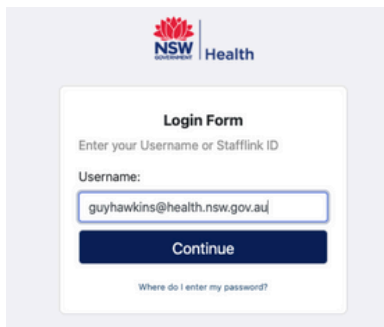 NSW
GOVERNMENT
Health
Login Form
Enter your Username or Stafflink ID
Username:
guyhawkins@health.nsw.gov.au
Continue
Where do I enter my password?